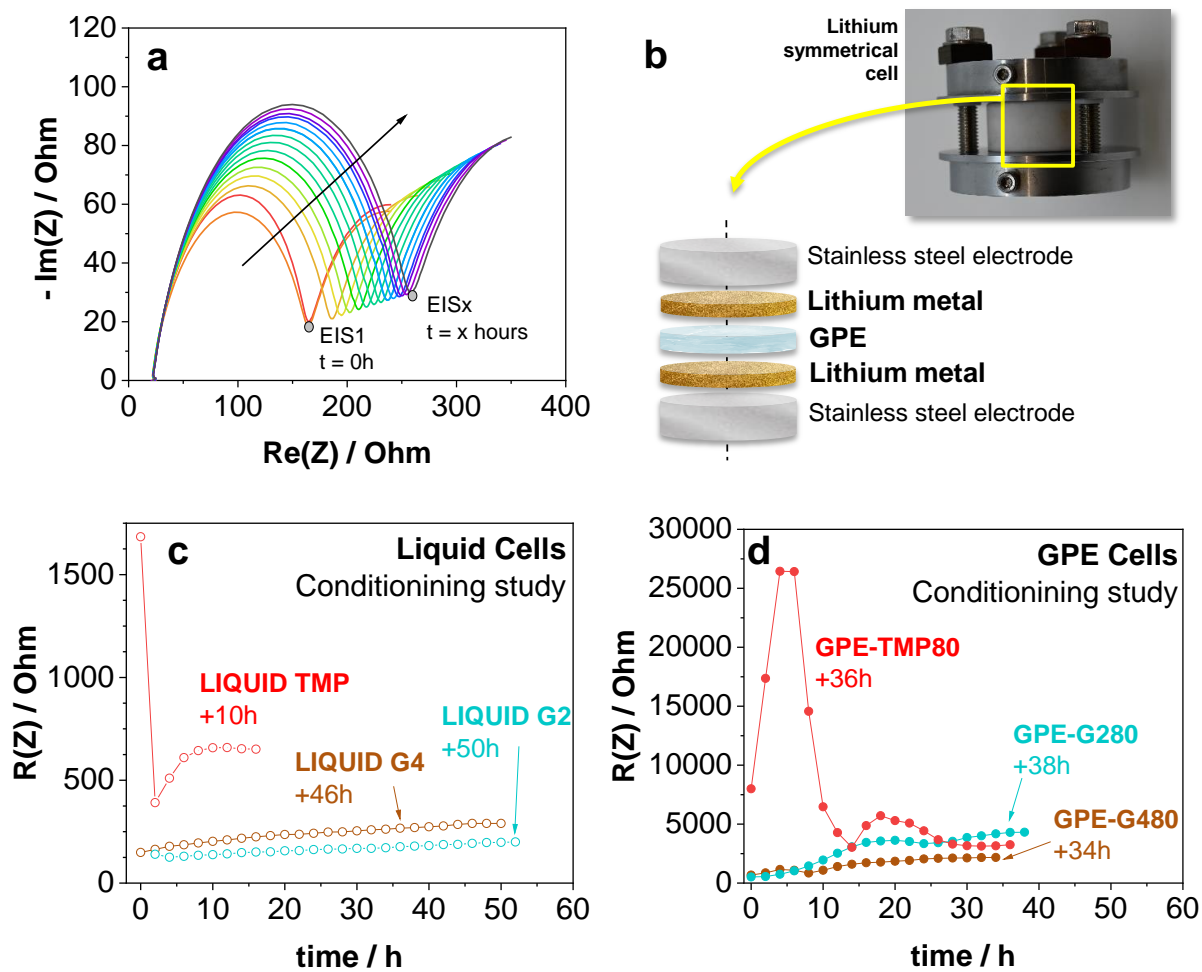 a
- Im(Z) / Ohm
120
100
80
60
40
20
0
EIS1
t = 0h
EISx
t = x hours
0 100 200 300 400
Re(Z) / Ohm
b
Lithium
symmetrical
cell
Stainless steel electrode
Lithium metal
GPE
Lithium metal
Stainless steel electrode
c
Liquid Cells
Conditionining study
R(Z) / Ohm
1500
1000
500
0
LIQUID TMP
+10h
LIQUID G4
+46h
LIQUID G2
+50h
0 10 20 30 40 50 60
time / h
d
GPE Cells
Conditionining study
R(Z) / Ohm
30000
25000
20000
15000
10000
5000
0
GPE-TMP80
+36h
GPE-G280
+38h
GPE-G480
+34h
0 10 20 30 40 50 60
time / h